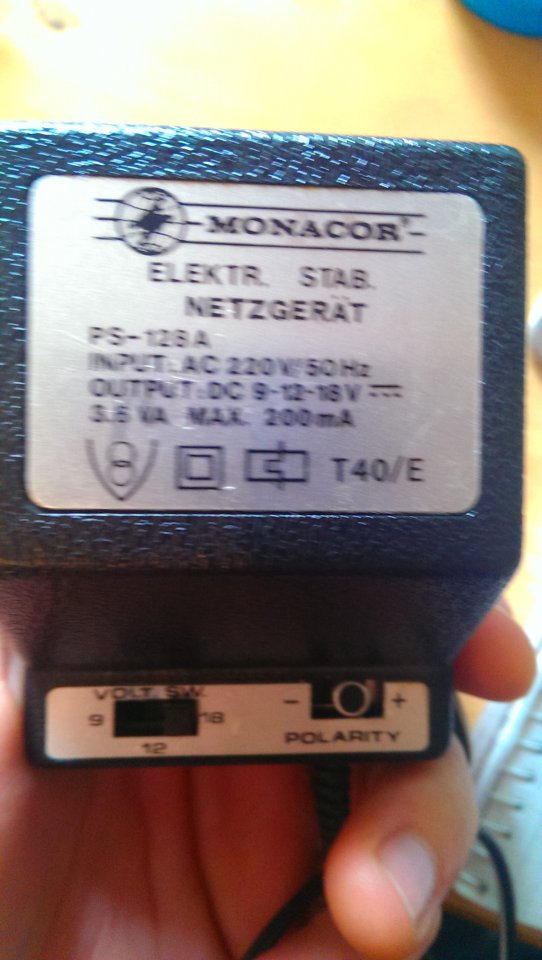 MONACOR®
ELEKTR. STAB.
NETZGERÄT
PS-128A
INPUT: AC 220V/50Hz
OUTPUT: DC 9-12-18V
3.6 VA MAX. 200mA
T40/E
VOLT. SW.
9 18
12
- +
POLARITY